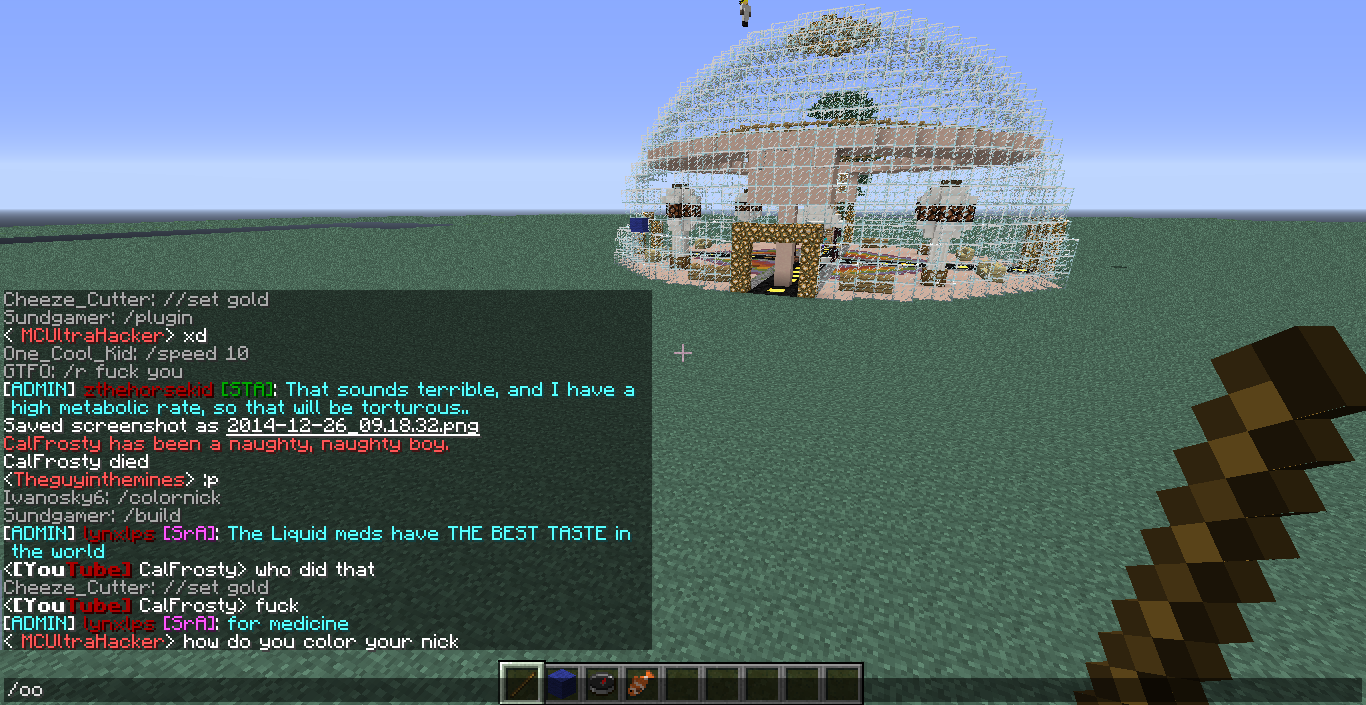 Cheeze_Cutter: //set gold
Sundgamer: /plugin
< MCUltraHacker> xd
One_Cool_Kid: /speed 10
GTFO: /r fuck you
[ADMIN] zthehorsekid [STA]: That sounds terrible, and I have a
high metabolic rate, so that will be torturous..
Saved screenshot as 2014-12-26_09.18.32.png
CalFrosty has been a naughty, naughty boy.
CalFrosty died
<Theguyinthemines> :p
Ivanosky6: /colornick
Sundgamer: /build
[ADMIN] lynxlps [SrA]: The Liquid meds have THE BEST TASTE in
the world
<[YouTube] CalFrosty> who did that
Cheeze_Cutter: //set gold
<[YouTube] CalFrosty> fuck
[ADMIN] lynxlps [SrA]: for medicine
< MCUltraHacker> how do you color your nick
/oo